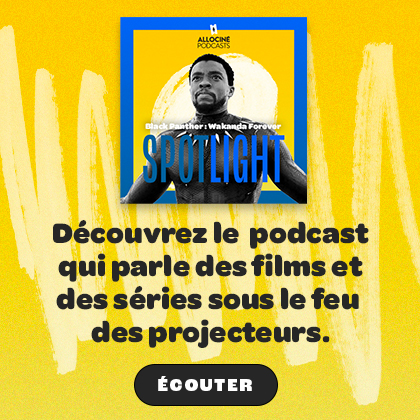 ALLOCINÉ
PODCASTS
Black Panther : Wakanda Forever
SPOTLIGHT
Découvrez le podcast
qui parle des films et
des séries sous le feu
des projecteurs.
ÉCOUTER